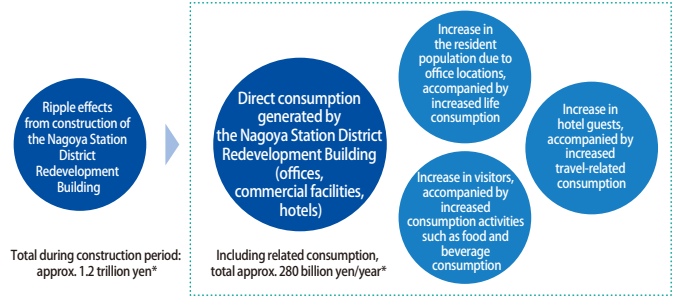 Ripple effects
from construction of
the Nagoya Station
District
Redevelopment
Building
Total during construction period:
approx. 1.2 trillion yen*
Direct consumption
generated by
the Nagoya Station District
Redevelopment Building
(offices,
commercial facilities,
hotels)
Including related consumption,
total approx. 280 billion yen/year*
Increase in
the resident
population due to
office locations,
accompanied by
increased life
consumption
Increase in visitors,
accompanied by
increased
consumption activities
such as food and
beverage
consumption
Increase in
hotel guests,
accompanied by
increased
travel-related
consumption